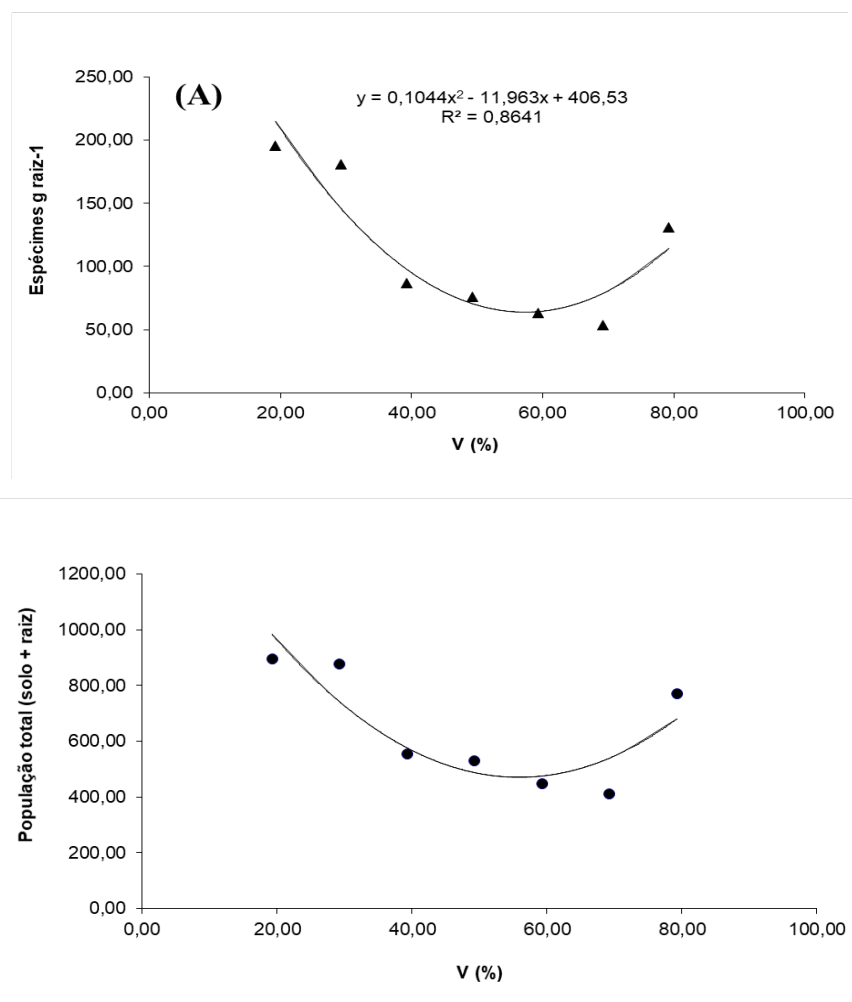 (A)
y = 0,1044x² - 11,963x + 406,53
R² = 0,8641
Espécimes g raiz-1
250,00
200,00
150,00
100,00
50,00
0,00
0,00 20,00 40,00 60,00 80,00 100,00
V (%)
População total (solo + raiz)
1200,00
1000,00
800,00
600,00
400,00
200,00
0,00
0,00 20,00 40,00 60,00 80,00 100,00
V (%)